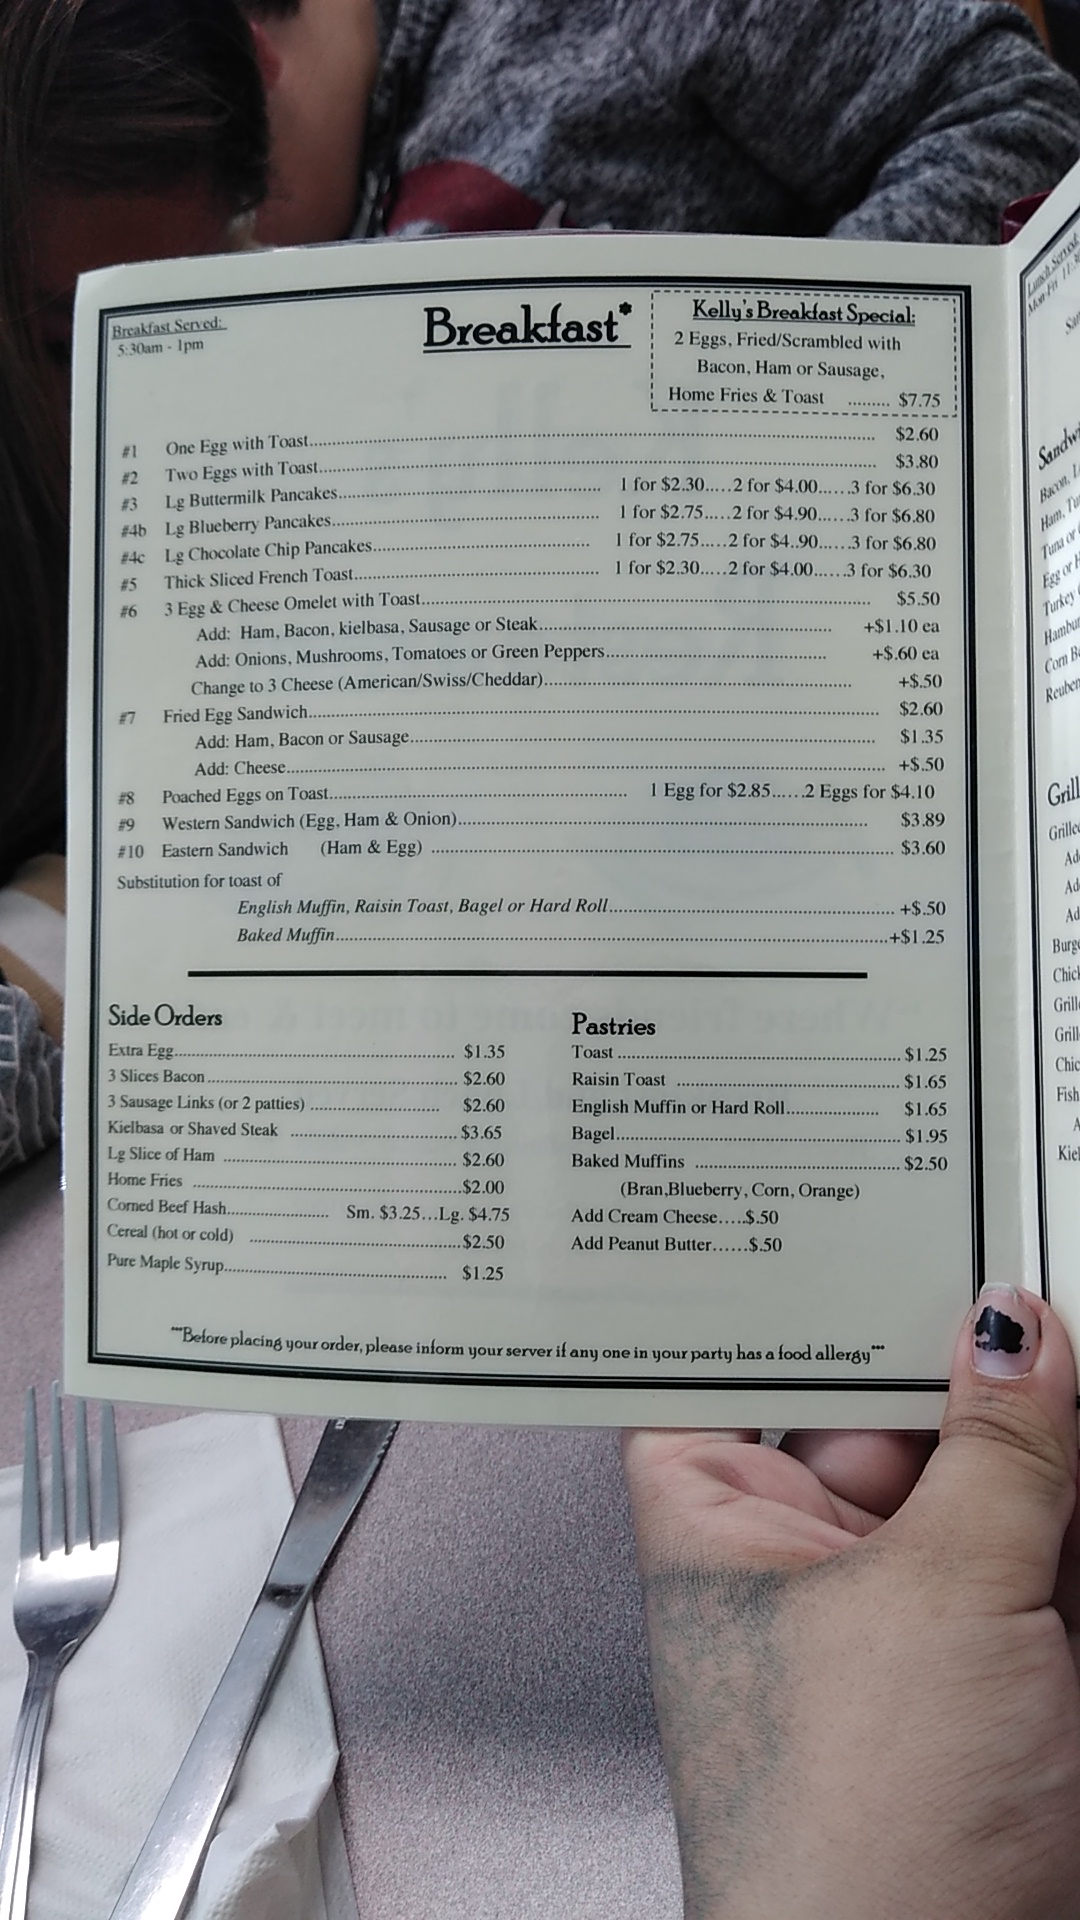 Breakfast Served:
5:30am - 1pm
Breakfast*
Kelly's Breakfast Special:
2 Eggs, Fried/Scrambled with
Bacon, Ham or Sausage,
Home Fries & Toast ......... $7.75
#1 One Egg with Toast.......... $2.60
#2 Two Eggs with Toast.......... $3.80
#3 Lg Buttermilk Pancakes.......... 1 for $2.30.....2 for $4.00......3 for $6.30
#4b Lg Blueberry Pancakes.......... 1 for $2.75.....2 for $4.90......3 for $6.80
#4c Lg Chocolate Chip Pancakes.......... 1 for $2.75.....2 for $4..90......3 for $6.80
#5 Thick Sliced French Toast.......... 1 for $2.30.....2 for $4.00......3 for $6.30
#6 3 Egg & Cheese Omelet with Toast.......... $5.50
Add: Ham, Bacon, kielbasa, Sausage or Steak.......... +$1.10 ea
Add: Onions, Mushrooms, Tomatoes or Green Peppers.......... +$.60 ea
Change to 3 Cheese (American/Swiss/Cheddar).......... +$.50
#7 Fried Egg Sandwich.......... $2.60
Add: Ham, Bacon or Sausage.......... $1.35
Add: Cheese.......... +$.50
#8 Poached Eggs on Toast.......... 1 Egg for $2.85......2 Eggs for $4.10
#9 Western Sandwich (Egg, Ham & Onion).......... $3.89
#10 Eastern Sandwich (Ham & Egg) .......... $3.60
Substitution for toast of
English Muffin, Raisin Toast, Bagel or Hard Roll.......... +$.50
Baked Muffin..........+$1.25
Side Orders
Extra Egg.......... $1.35
3 Slices Bacon.......... $2.60
3 Sausage Links (or 2 patties) .......... $2.60
Kielbasa or Shaved Steak ..........$3.65
Lg Slice of Ham .......... $2.60
Home Fries ..........$2.00
Corned Beef Hash.......... Sm. $3.25...Lg. $4.75
Cereal (hot or cold) ..........$2.50
Pure Maple Syrup.......... $1.25
Pastries
Toast ..........$1.25
Raisin Toast ..........$1.65
English Muffin or Hard Roll.......... $1.65
Bagel..........$1.95
Baked Muffins ..........$2.50
(Bran,Blueberry, Corn, Orange)
Add Cream Cheese.....$.50
Add Peanut Butter......$.50
***Before placing your order, please inform your server if any one in your party has a food allergy***
Lunch Served:
Mon-Fri
Bacon,
Ham,
Tuna or
Egg or
Turkey
Corn
Reuben